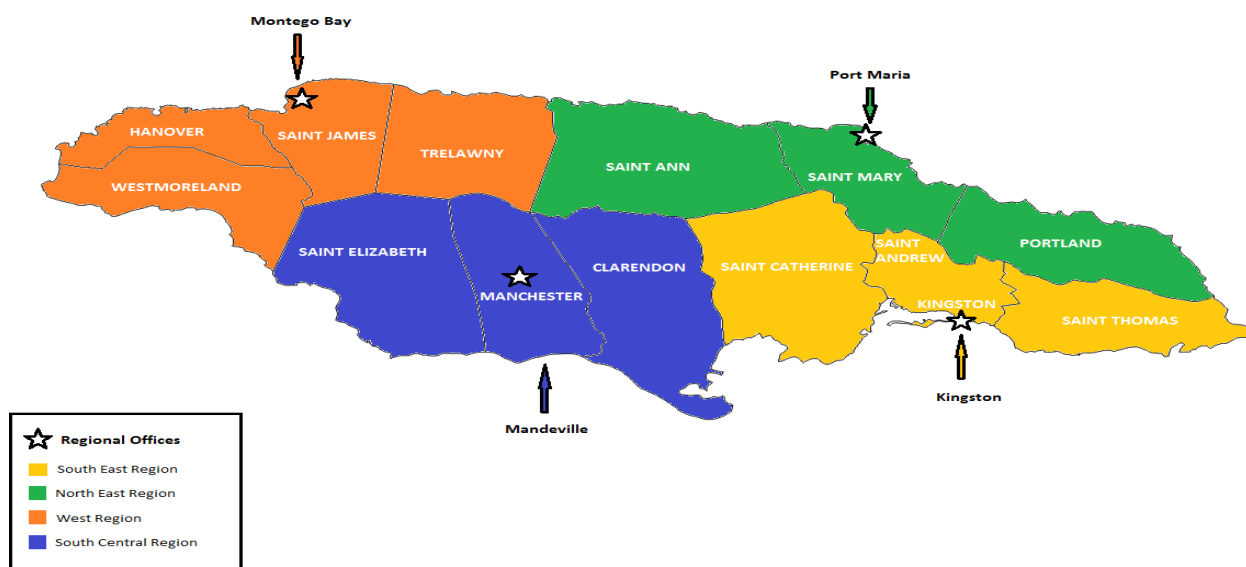 Montego Bay
Port Maria
HANOVER
SAINT JAMES
TRELAWNY
SAINT ANN
SAINT MARY
WESTMORELAND
SAINT ELIZABETH
MANCHESTER
CLARENDON
SAINT CATHERINE
SAINT
ANDREW
PORTLAND
KINGSTON
SAINT THOMAS
Kingston
Mandeville
Regional Offices
South East Region
North East Region
West Region
South Central Region